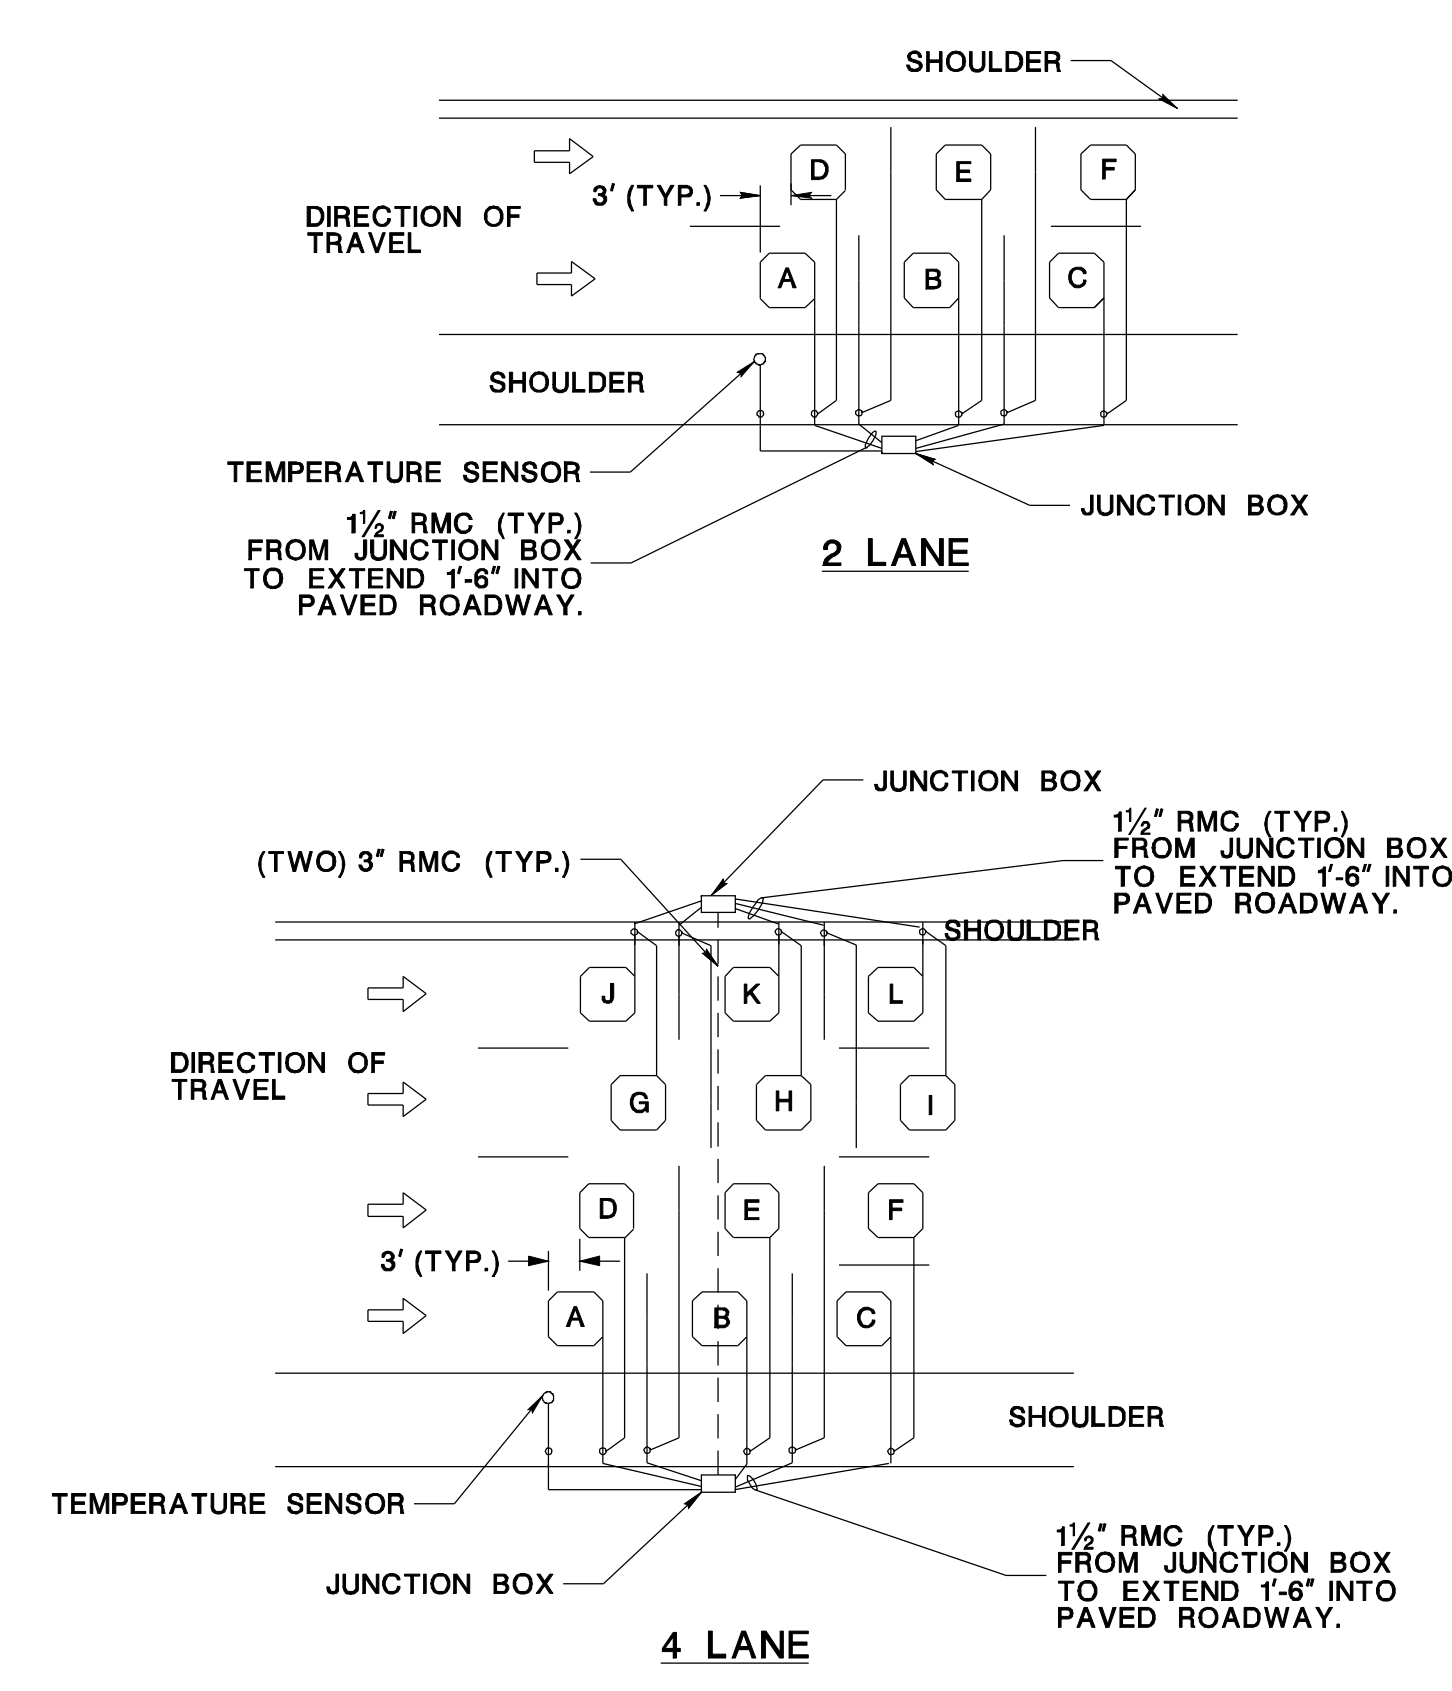 SHOULDER
D
E
F
3' (TYP.)
DIRECTION OF
TRAVEL
A
B
C
SHOULDER
TEMPERATURE SENSOR
JUNCTION BOX
1½" RMC (TYP.)
FROM JUNCTION BOX
TO EXTEND 1'-6" INTO
PAVED ROADWAY.
2 LANE
JUNCTION BOX
1½" RMC (TYP.)
FROM JUNCTION BOX
TO EXTEND 1'-6" INTO
PAVED ROADWAY.
(TWO) 3" RMC (TYP.)
SHOULDER
J
K
L
DIRECTION OF
TRAVEL
G
H
I
D
E
F
3' (TYP.)
A
B
C
SHOULDER
TEMPERATURE SENSOR
JUNCTION BOX
1½" RMC (TYP.)
FROM JUNCTION BOX
TO EXTEND 1'-6" INTO
PAVED ROADWAY.
4 LANE